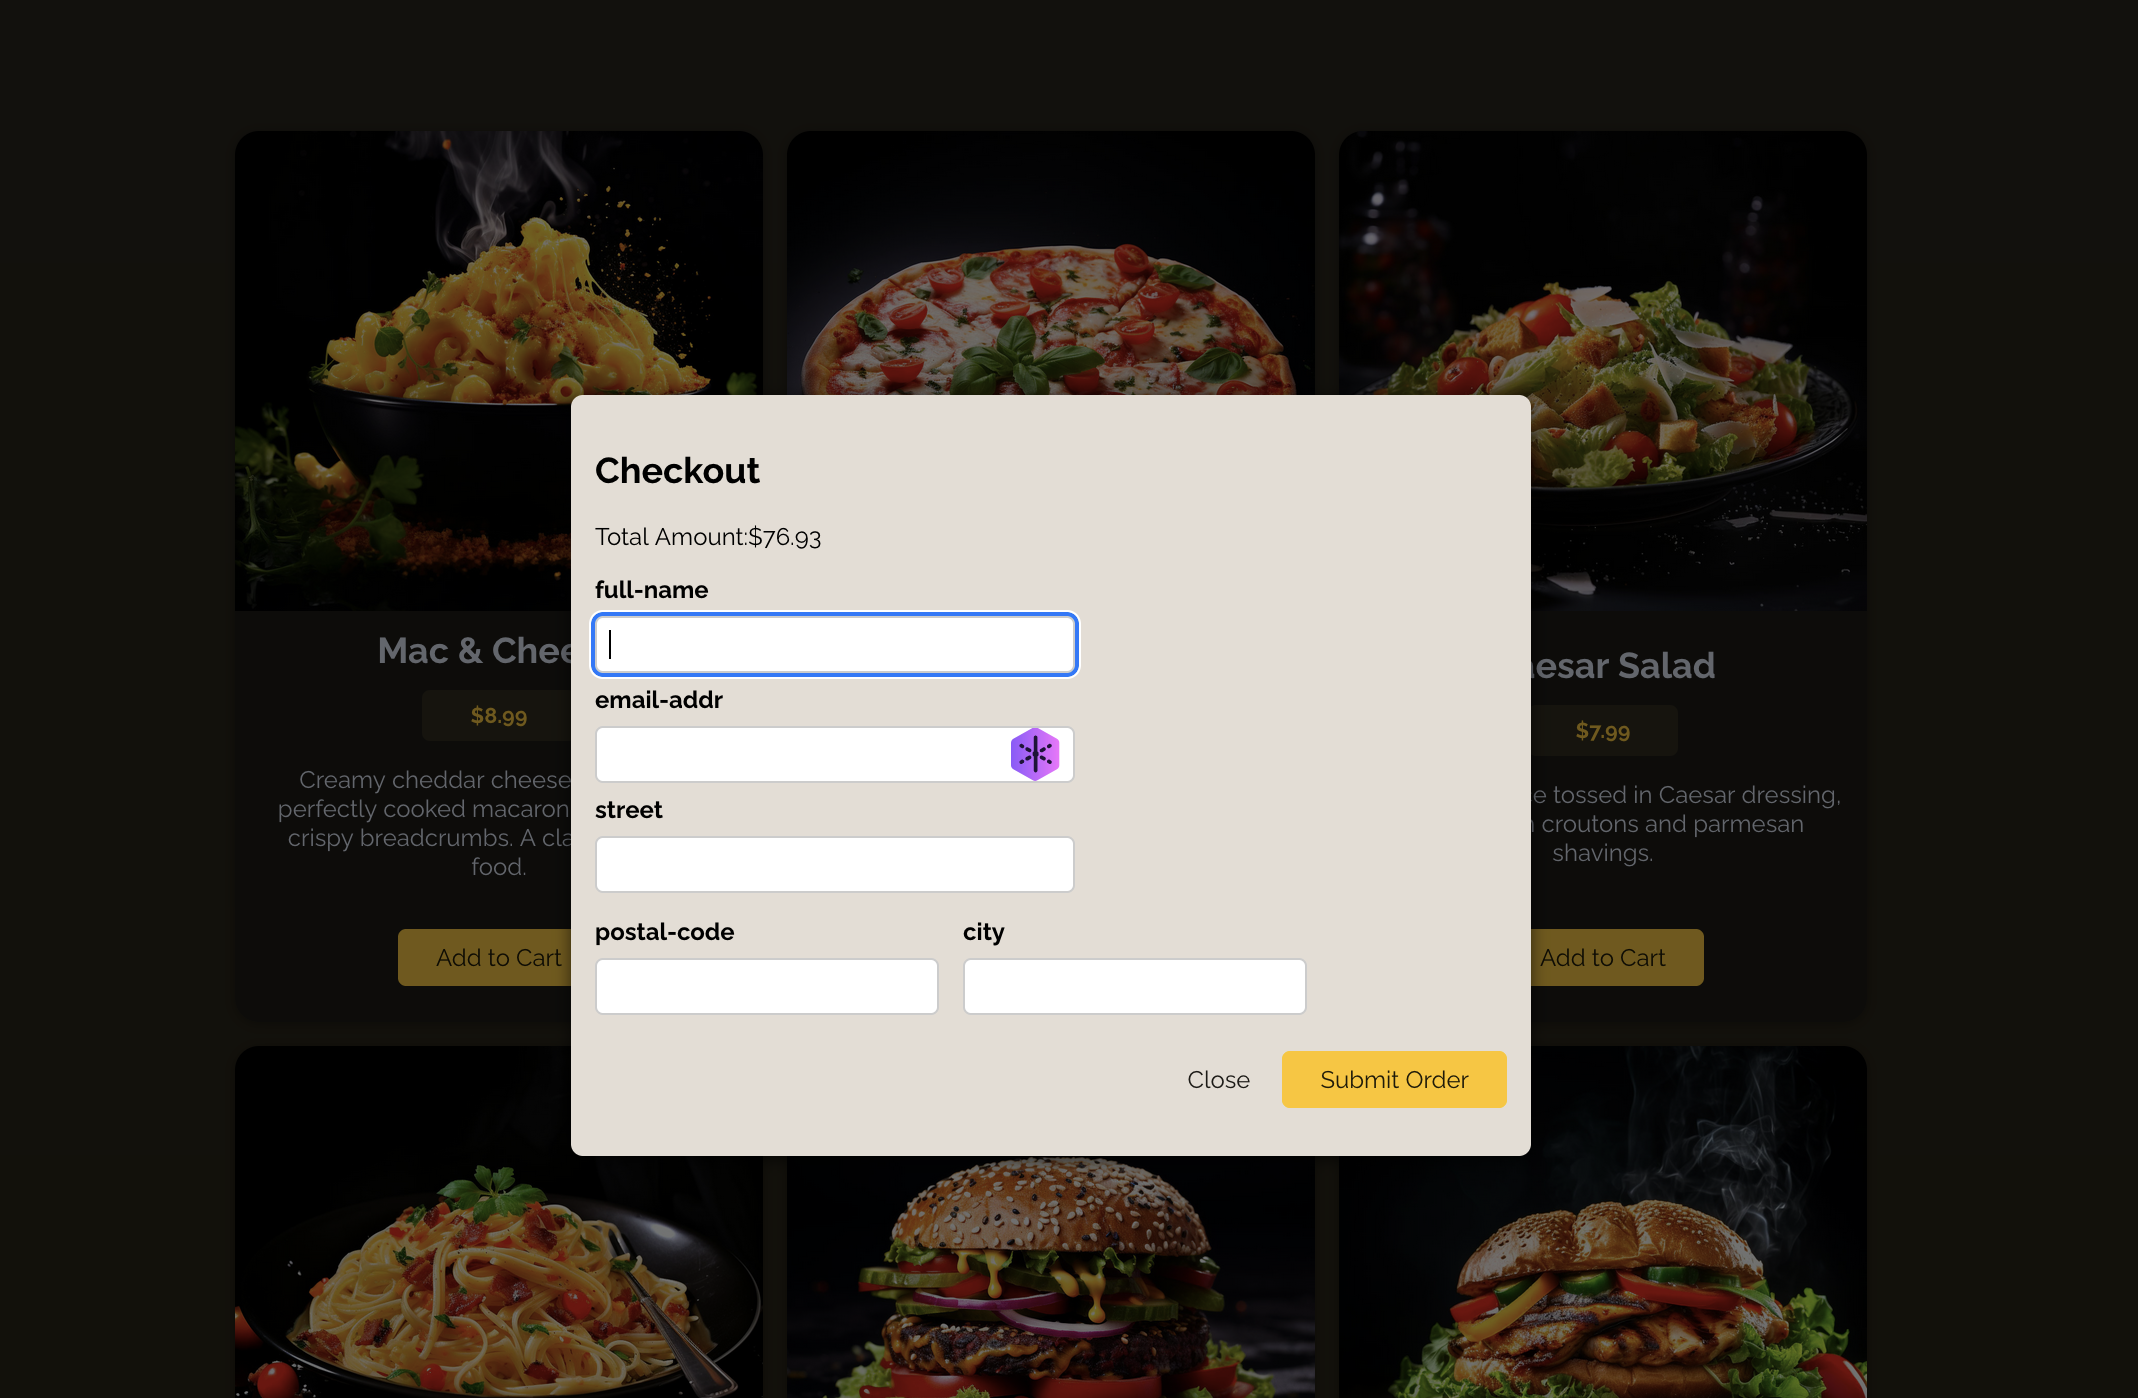 Checkout
Total Amount:$76.93
full-name
email-addr
street
postal-code
city
Close
Submit Order
Mac & Chee
$8.99
Creamy cheddar cheese
perfectly cooked macaron
crispy breadcrumbs. A cla
food.
Add to Cart
esar Salad
$7.99
e tossed in Caesar dressing,
croutons and parmesan
shavings.
Add to Cart